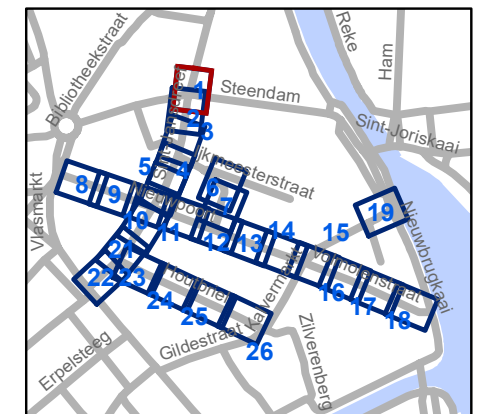 Bibliotheekstraat
Reke
Ham
Steendam
Sint-Joriskaai
Vlasmarkt
Nieuwpoort
Nieuwbrugkaai
Houtbriel
Kalvermarkt
Gildestraat
Zilverenberg
Erpelsteeg
1
2
3
4
5
6
7
8
9
10
11
12
13
14
15
16
17
18
19
21
22
23
24
25
26